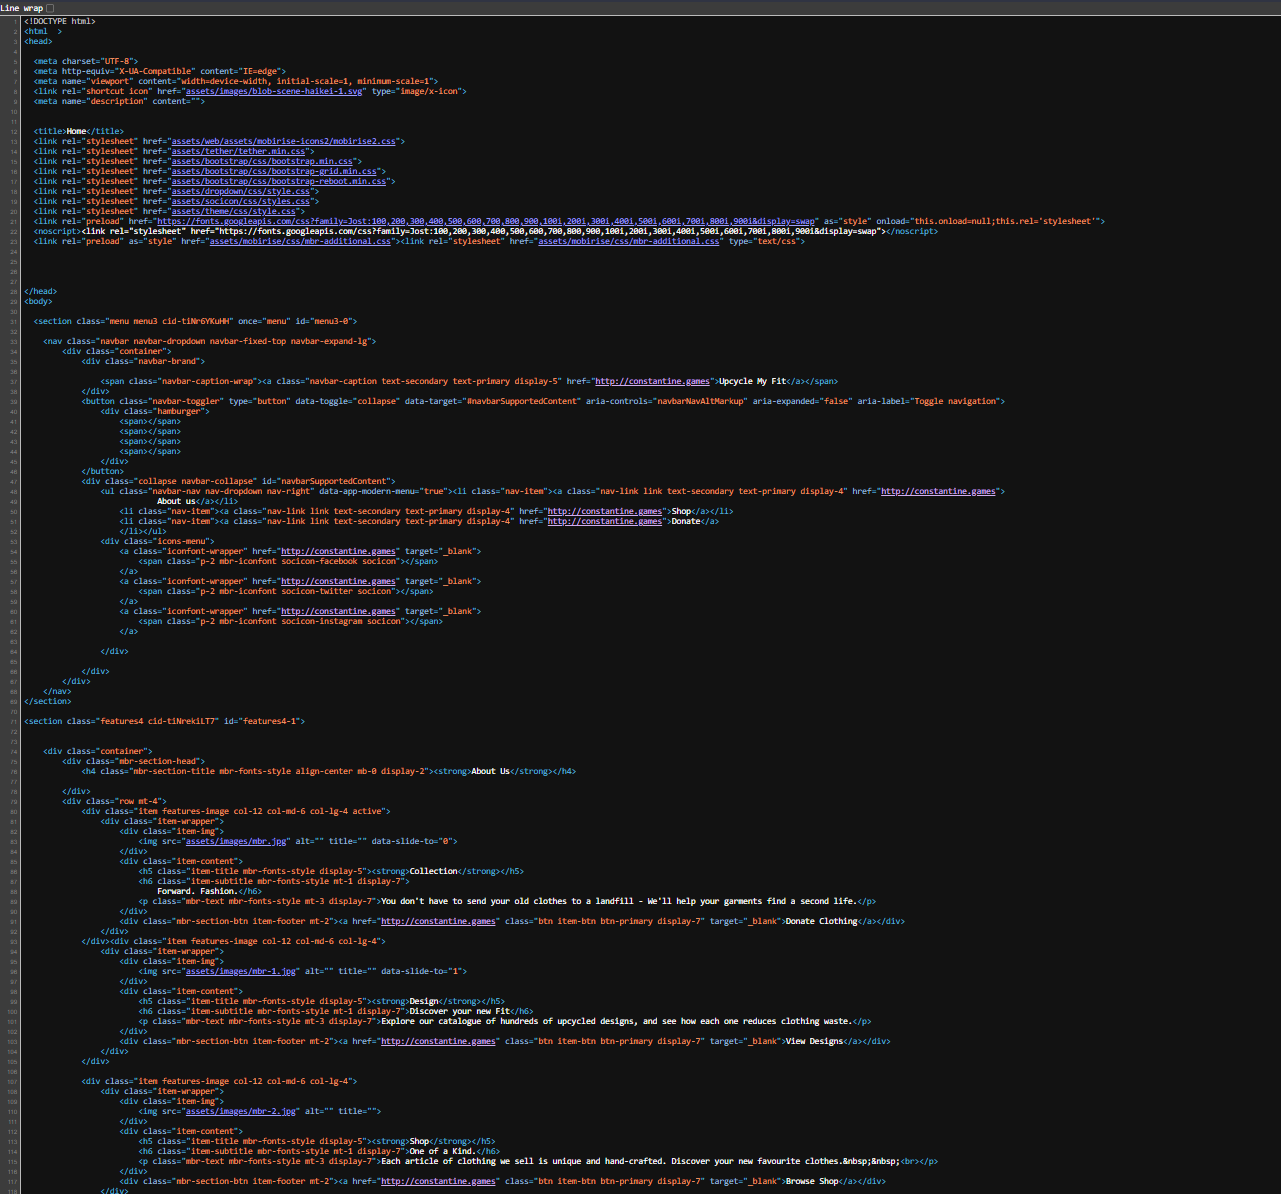 Line wrap
<!DOCTYPE html>
<html  >
<head>
<meta charset="UTF-8">
<meta http-equiv="X-UA-Compatible" content="IE=edge">
<meta name="viewport" content="width=device-width, initial-scale=1, minimum-scale=1">
<link rel="shortcut icon" href="assets/images/blob-scene-haikei-1.svg" type="image/x-icon">
<meta name="description" content="">
<title>Home</title>
<link rel="stylesheet" href="assets/web/assets/mobirise-icons2/mobirise2.css">
<link rel="stylesheet" href="assets/tether/tether.min.css">
<link rel="stylesheet" href="assets/bootstrap/css/bootstrap.min.css">
<link rel="stylesheet" href="assets/bootstrap/css/bootstrap-grid.min.css">
<link rel="stylesheet" href="assets/bootstrap/css/bootstrap-reboot.min.css">
<link rel="stylesheet" href="assets/dropdown/css/style.css">
<link rel="stylesheet" href="assets/socicon/css/styles.css">
<link rel="stylesheet" href="assets/theme/css/style.css">
<link rel="preload" href="https://fonts.googleapis.com/css?family=Jost:100,200,300,400,500,600,700,800,900,100i,200i,300i,400i,500i,600i,700i,800i,900i&display=swap" as="style" onload="this.onload=null;this.rel='stylesheet'">
<noscript><link rel="stylesheet" href="https://fonts.googleapis.com/css?family=Jost:100,200,300,400,500,600,700,800,900,100i,200i,300i,400i,500i,600i,700i,800i,900i&display=swap"></noscript>
<link rel="preload" as="style" href="assets/mobirise/css/mbr-additional.css"><link rel="stylesheet" href="assets/mobirise/css/mbr-additional.css" type="text/css">
</head>
<body>
<section class="menu menu3 cid-tiNr6YKuHH" once="menu" id="menu3-0">
<nav class="navbar navbar-dropdown navbar-fixed-top navbar-expand-lg">
<div class="container">
<div class="navbar-brand">
<span class="navbar-caption-wrap"><a class="navbar-caption text-secondary text-primary display-5" href="http://constantine.games">Upcycle My Fit</a></span>
</div>
<button class="navbar-toggler" type="button" data-toggle="collapse" data-target="#navbarSupportedContent" aria-controls="navbarNavAltMarkup" aria-expanded="false" aria-label="Toggle navigation">
<div class="hamburger">
<span></span>
<span></span>
<span></span>
<span></span>
</div>
</button>
<div class="collapse navbar-collapse" id="navbarSupportedContent">
<ul class="navbar-nav nav-dropdown nav-right" data-app-modern-menu="true"><li class="nav-item"><a class="nav-link link text-secondary text-primary display-4" href="http://constantine.games">
About us</a></li>
<li class="nav-item"><a class="nav-link link text-secondary text-primary display-4" href="http://constantine.games">Shop</a></li>
<li class="nav-item"><a class="nav-link link text-secondary text-primary display-4" href="http://constantine.games">Donate</a>
</li></ul>
<div class="icons-menu">
<a class="iconfont-wrapper" href="http://constantine.games" target="_blank">
<span class="p-2 mbr-iconfont socicon-facebook socicon"></span>
</a>
<a class="iconfont-wrapper" href="http://constantine.games" target="_blank">
<span class="p-2 mbr-iconfont socicon-twitter socicon"></span>
</a>
<a class="iconfont-wrapper" href="http://constantine.games" target="_blank">
<span class="p-2 mbr-iconfont socicon-instagram socicon"></span>
</a>
</div>
</div>
</div>
</nav>
</section>
<section class="features4 cid-tiNrekiLT7" id="features4-1">
<div class="container">
<div class="mbr-section-head">
<h4 class="mbr-section-title mbr-fonts-style align-center mb-0 display-2"><strong>About Us</strong></h4>
</div>
<div class="row mt-4">
<div class="item features-image col-12 col-md-6 col-lg-4 active">
<div class="item-wrapper">
<div class="item-img">
<img src="assets/images/mbr.jpg" alt="" title="" data-slide-to="0">
</div>
<div class="item-content">
<h5 class="item-title mbr-fonts-style display-5"><strong>Collection</strong></h5>
<h6 class="item-subtitle mbr-fonts-style mt-1 display-7">
Forward. Fashion.</h6>
<p class="mbr-text mbr-fonts-style mt-3 display-7">You don't have to send your old clothes to a landfill - We'll help your garments find a second life.</p>
</div>
<div class="mbr-section-btn item-footer mt-2"><a href="http://constantine.games" class="btn item-btn btn-primary display-7" target="_blank">Donate Clothing</a></div>
</div>
</div><div class="item features-image col-12 col-md-6 col-lg-4">
<div class="item-wrapper">
<div class="item-img">
<img src="assets/images/mbr-1.jpg" alt="" title="" data-slide-to="1">
</div>
<div class="item-content">
<h5 class="item-title mbr-fonts-style display-5"><strong>Design</strong></h5>
<h6 class="item-subtitle mbr-fonts-style mt-1 display-7">Discover your new Fit</h6>
<p class="mbr-text mbr-fonts-style mt-3 display-7">Explore our catalogue of hundreds of upcycled designs, and see how each one reduces clothing waste.</p>
</div>
<div class="mbr-section-btn item-footer mt-2"><a href="http://constantine.games" class="btn item-btn btn-primary display-7" target="_blank">View Designs</a></div>
</div>
</div>
<div class="item features-image col-12 col-md-6 col-lg-4">
<div class="item-wrapper">
<div class="item-img">
<img src="assets/images/mbr-2.jpg" alt="" title="">
</div>
<div class="item-content">
<h5 class="item-title mbr-fonts-style display-5"><strong>Shop</strong></h5>
<h6 class="item-subtitle mbr-fonts-style mt-1 display-7">One of a Kind.</h6>
<p class="mbr-text mbr-fonts-style mt-3 display-7">Each article of clothing we sell is unique and hand-crafted. Discover your new favourite clothes.&nbsp;&nbsp;<br></p>
</div>
<div class="mbr-section-btn item-footer mt-2"><a href="http://constantine.games" class="btn item-btn btn-primary display-7" target="_blank">Browse Shop</a></div>
</div>